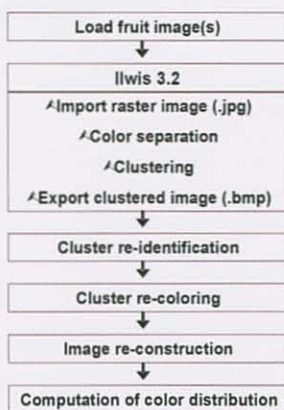 Load fruit image(s)
Ilwis 3.2
Import raster image (.jpg)
Color separation
Clustering
Export clustered image (.bmp)
Cluster re-identification
Cluster re-coloring
Image re-construction
Computation of color distribution